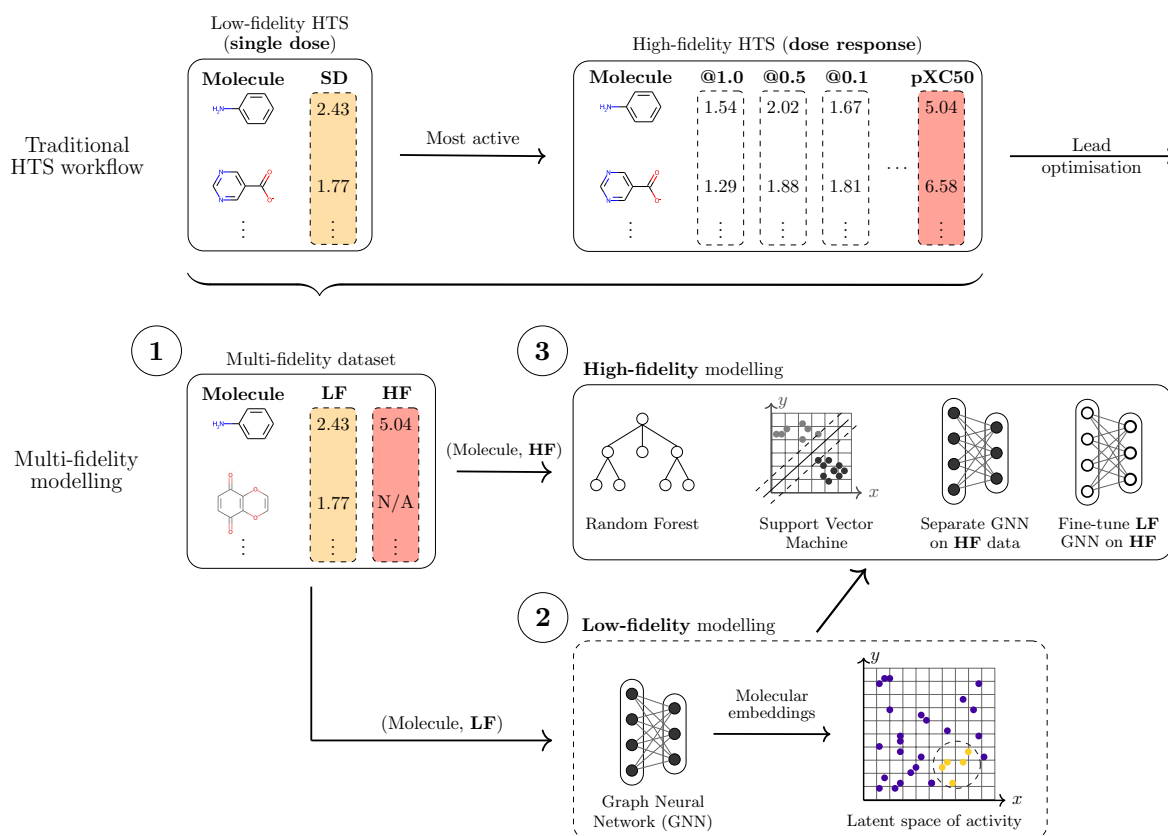 Low-fidelity HTS
(single dose)
Molecule SD
H₂N
2.43
N
N
O
O-
1.77
⋮ ⋮
Traditional
HTS workflow
Most active
High-fidelity HTS (dose response)
Molecule @1.0 @0.5 @0.1 pXC50
H₂N
1.54 2.02 1.67 5.04
N
N
O
O-
1.29 1.88 1.81 ... 6.58
⋮ ⋮ ⋮ ⋮ ⋮
Lead
optimisation
Multi-fidelity
modelling
1
Multi-fidelity dataset
Molecule LF HF
H₂N
2.43 5.04
O
O
O
O
1.77 N/A
⋮ ⋮ ⋮
(Molecule, HF)
3
High-fidelity modelling
Random Forest
y
x
Support Vector
Machine
Separate GNN
on HF data
Fine-tune LF
GNN on HF
(Molecule, LF)
2
Low-fidelity modelling
Graph Neural
Network (GNN)
Molecular
embeddings
y
x
Latent space of activity